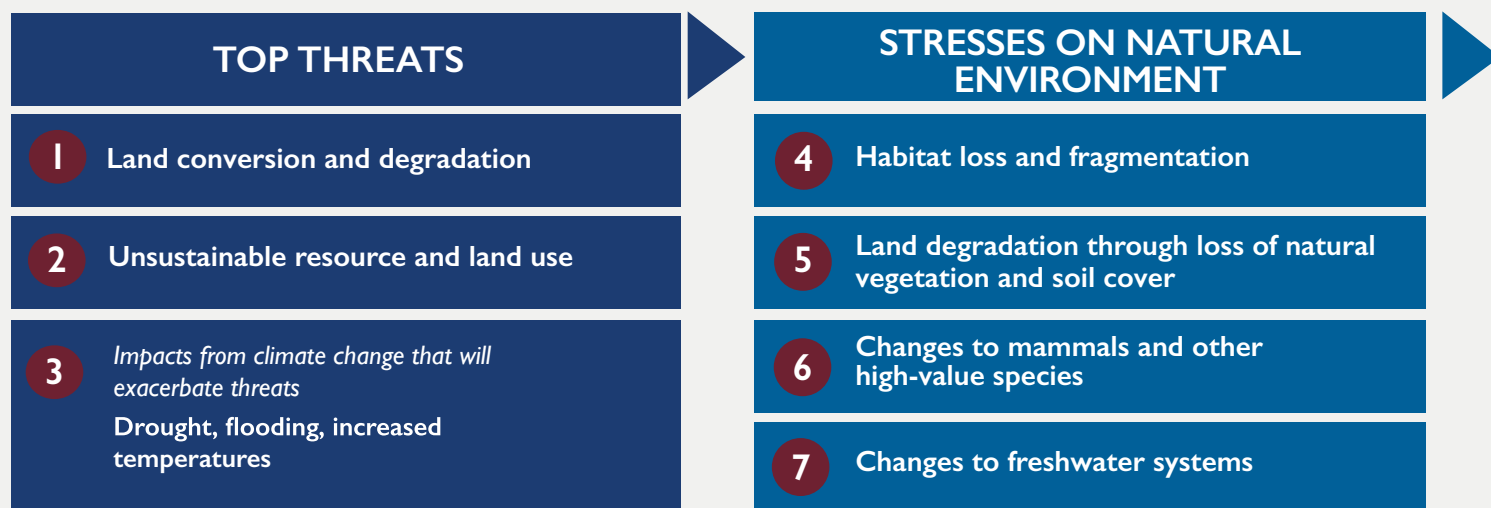 TOP THREATS
1 Land conversion and degradation
2 Unsustainable resource and land use
3 Impacts from climate change that will
exacerbate threats
Drought, flooding, increased
temperatures
STRESSES ON NATURAL
ENVIRONMENT
4 Habitat loss and fragmentation
5 Land degradation through loss of natural
vegetation and soil cover
6 Changes to mammals and other
high-value species
7 Changes to freshwater systems